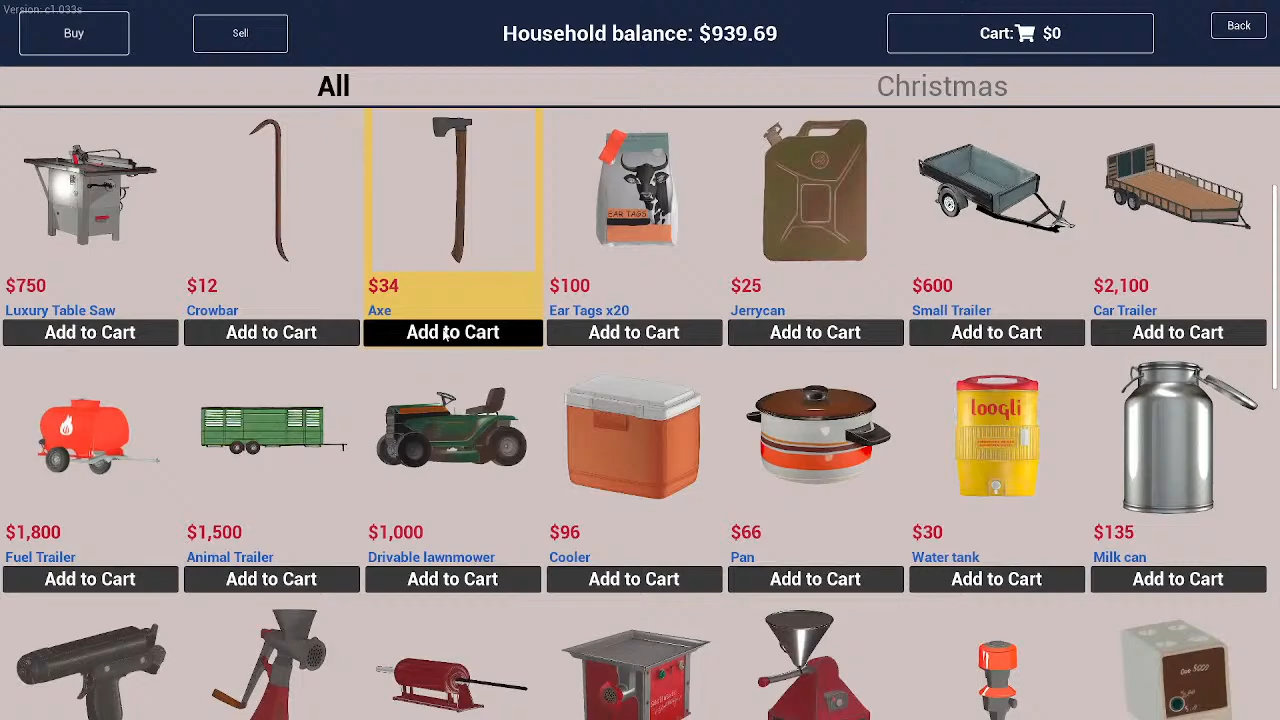 Version: c1.033s
Buy
Sell
Household balance: $939.69
Cart: $0
Back
All
Christmas
EAR TAGS
$750
$12
$34
$100
$25
$600
$2,100
Luxury Table Saw
Crowbar
Axe
Ear Tags x20
Jerrycan
Small Trailer
Car Trailer
Add to Cart
Add to Cart
Add to Cart
Add to Cart
Add to Cart
Add to Cart
Add to Cart
loogli
$1,800
$1,500
$1,000
$96
$66
$30
$135
Fuel Trailer
Animal Trailer
Drivable lawnmower
Cooler
Pan
Water tank
Milk can
Add to Cart
Add to Cart
Add to Cart
Add to Cart
Add to Cart
Add to Cart
Add to Cart